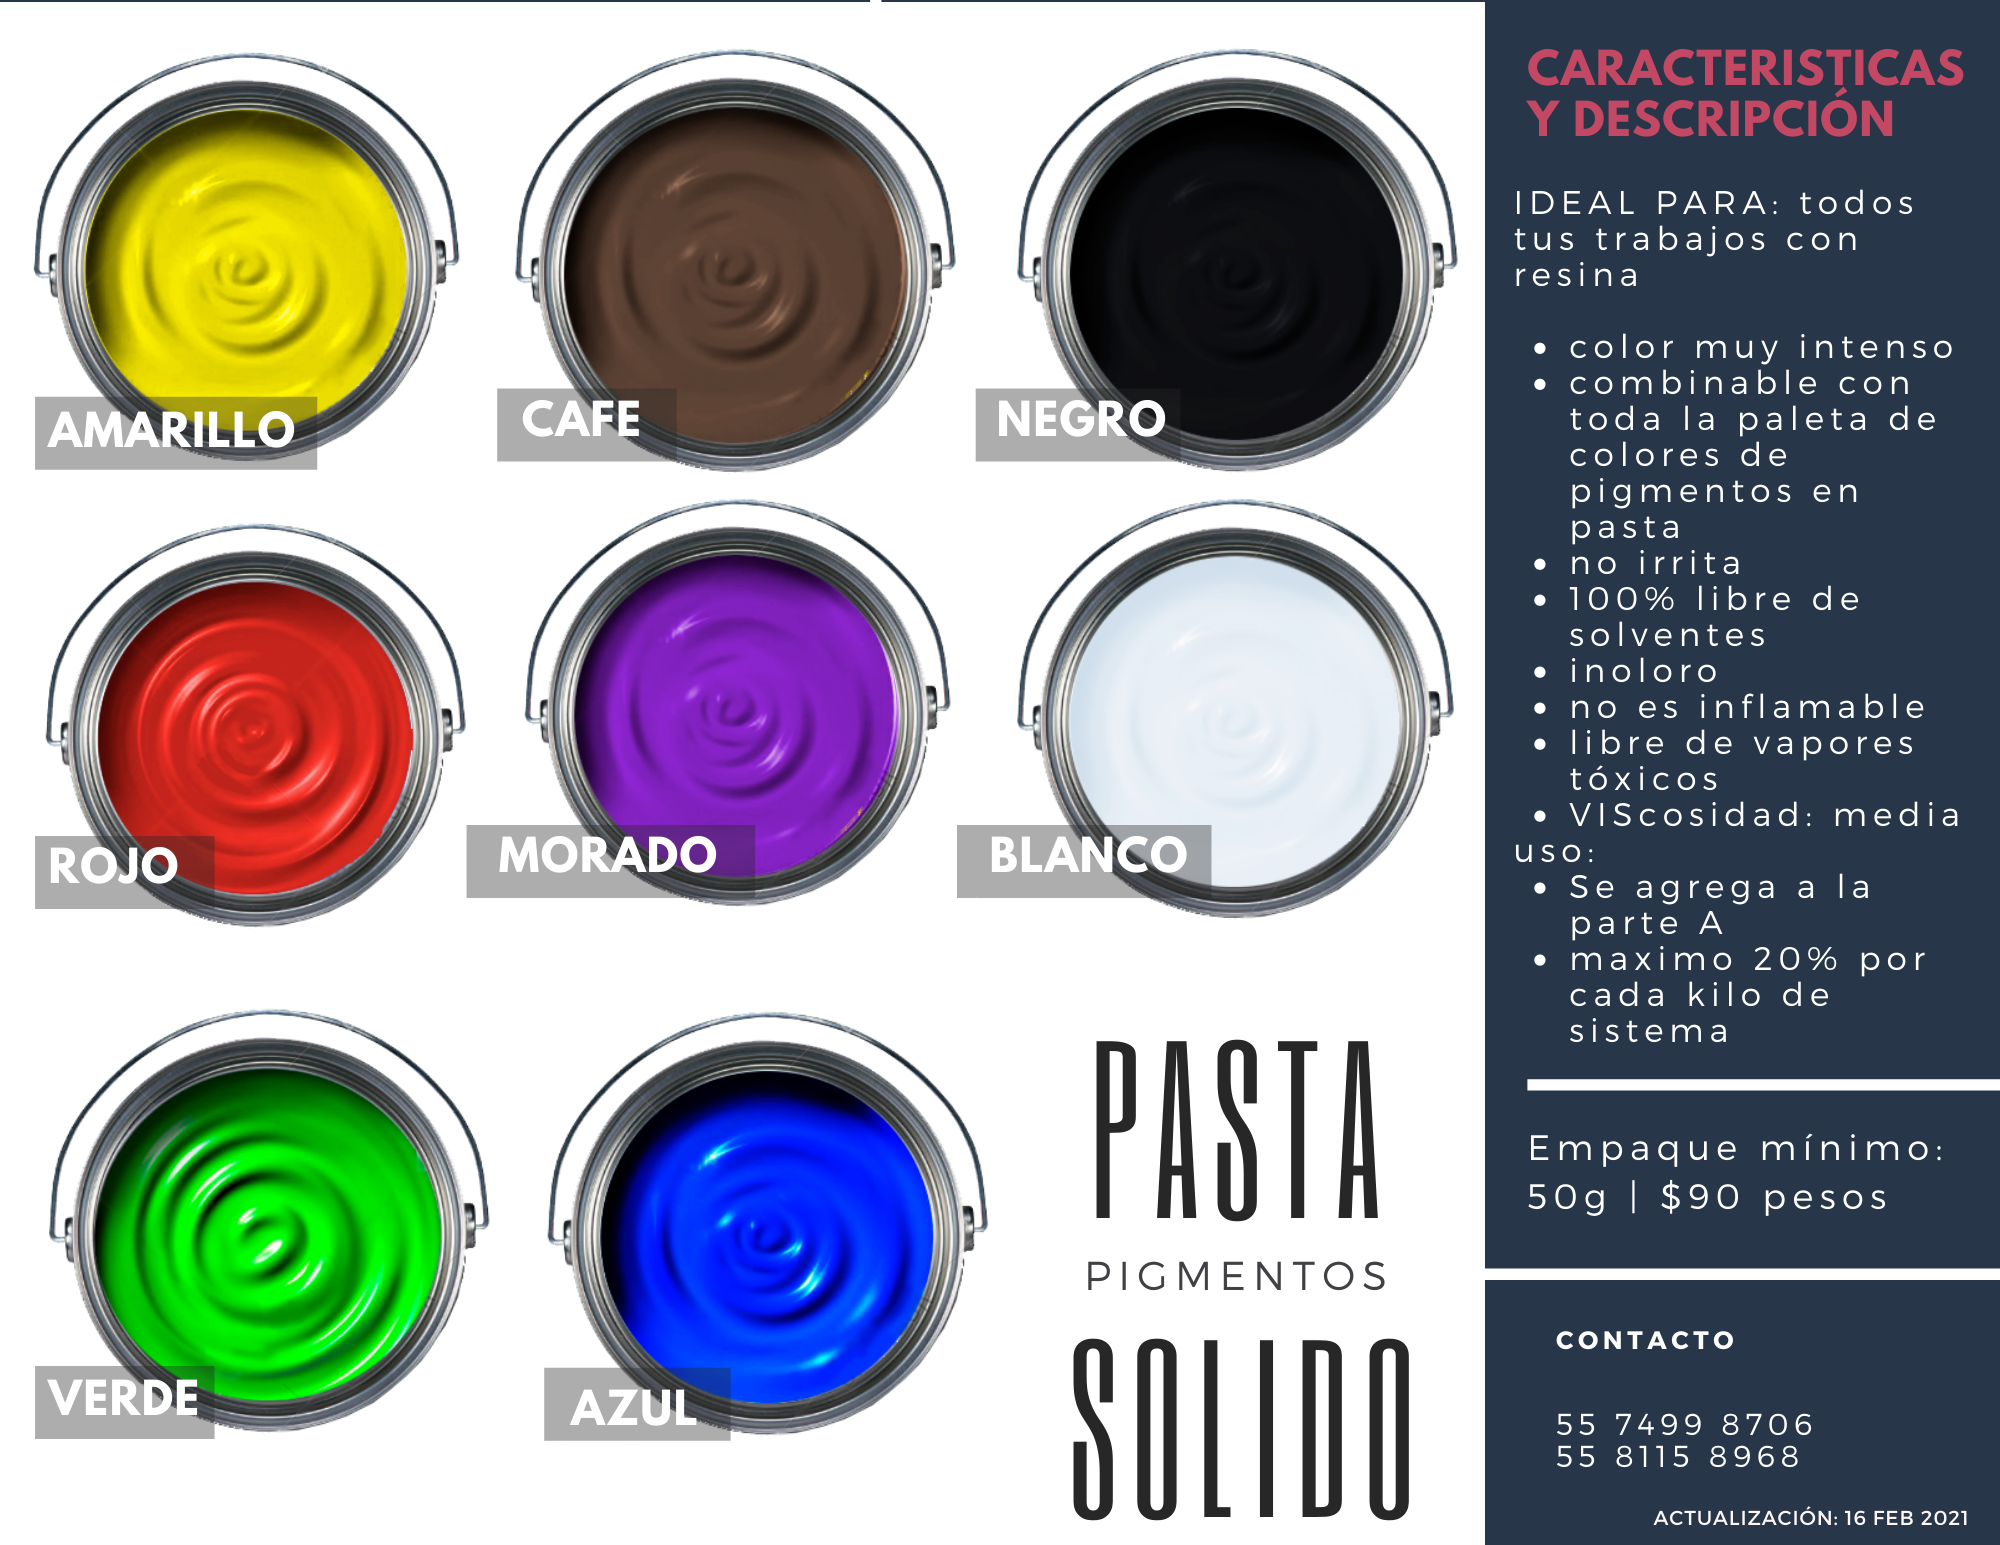 AMARILLO
CAFE
NEGRO
ROJO
MORADO
BLANCO
VERDE
AZUL
PASTA
PIGMENTOS
SOLIDO
CARACTERISTICAS
Y DESCRIPCIÓN
IDEAL PARA: todos
tus trabajos con
resina
• color muy intenso
• combinable con
toda la paleta de
colores de
pigmentos en
pasta
• no irrita
• 100% libre de
solventes
• inoloro
• no es inflamable
• libre de vapores
tóxicos
• VIScosidad: media
uso:
• Se agrega a la
parte A
• maximo 20% por
cada kilo de
sistema
Empaque mínimo:
50g | $90 pesos
CONTACTO
55 7499 8706
55 8115 8968
ACTUALIZACIÓN: 16 FEB 2021